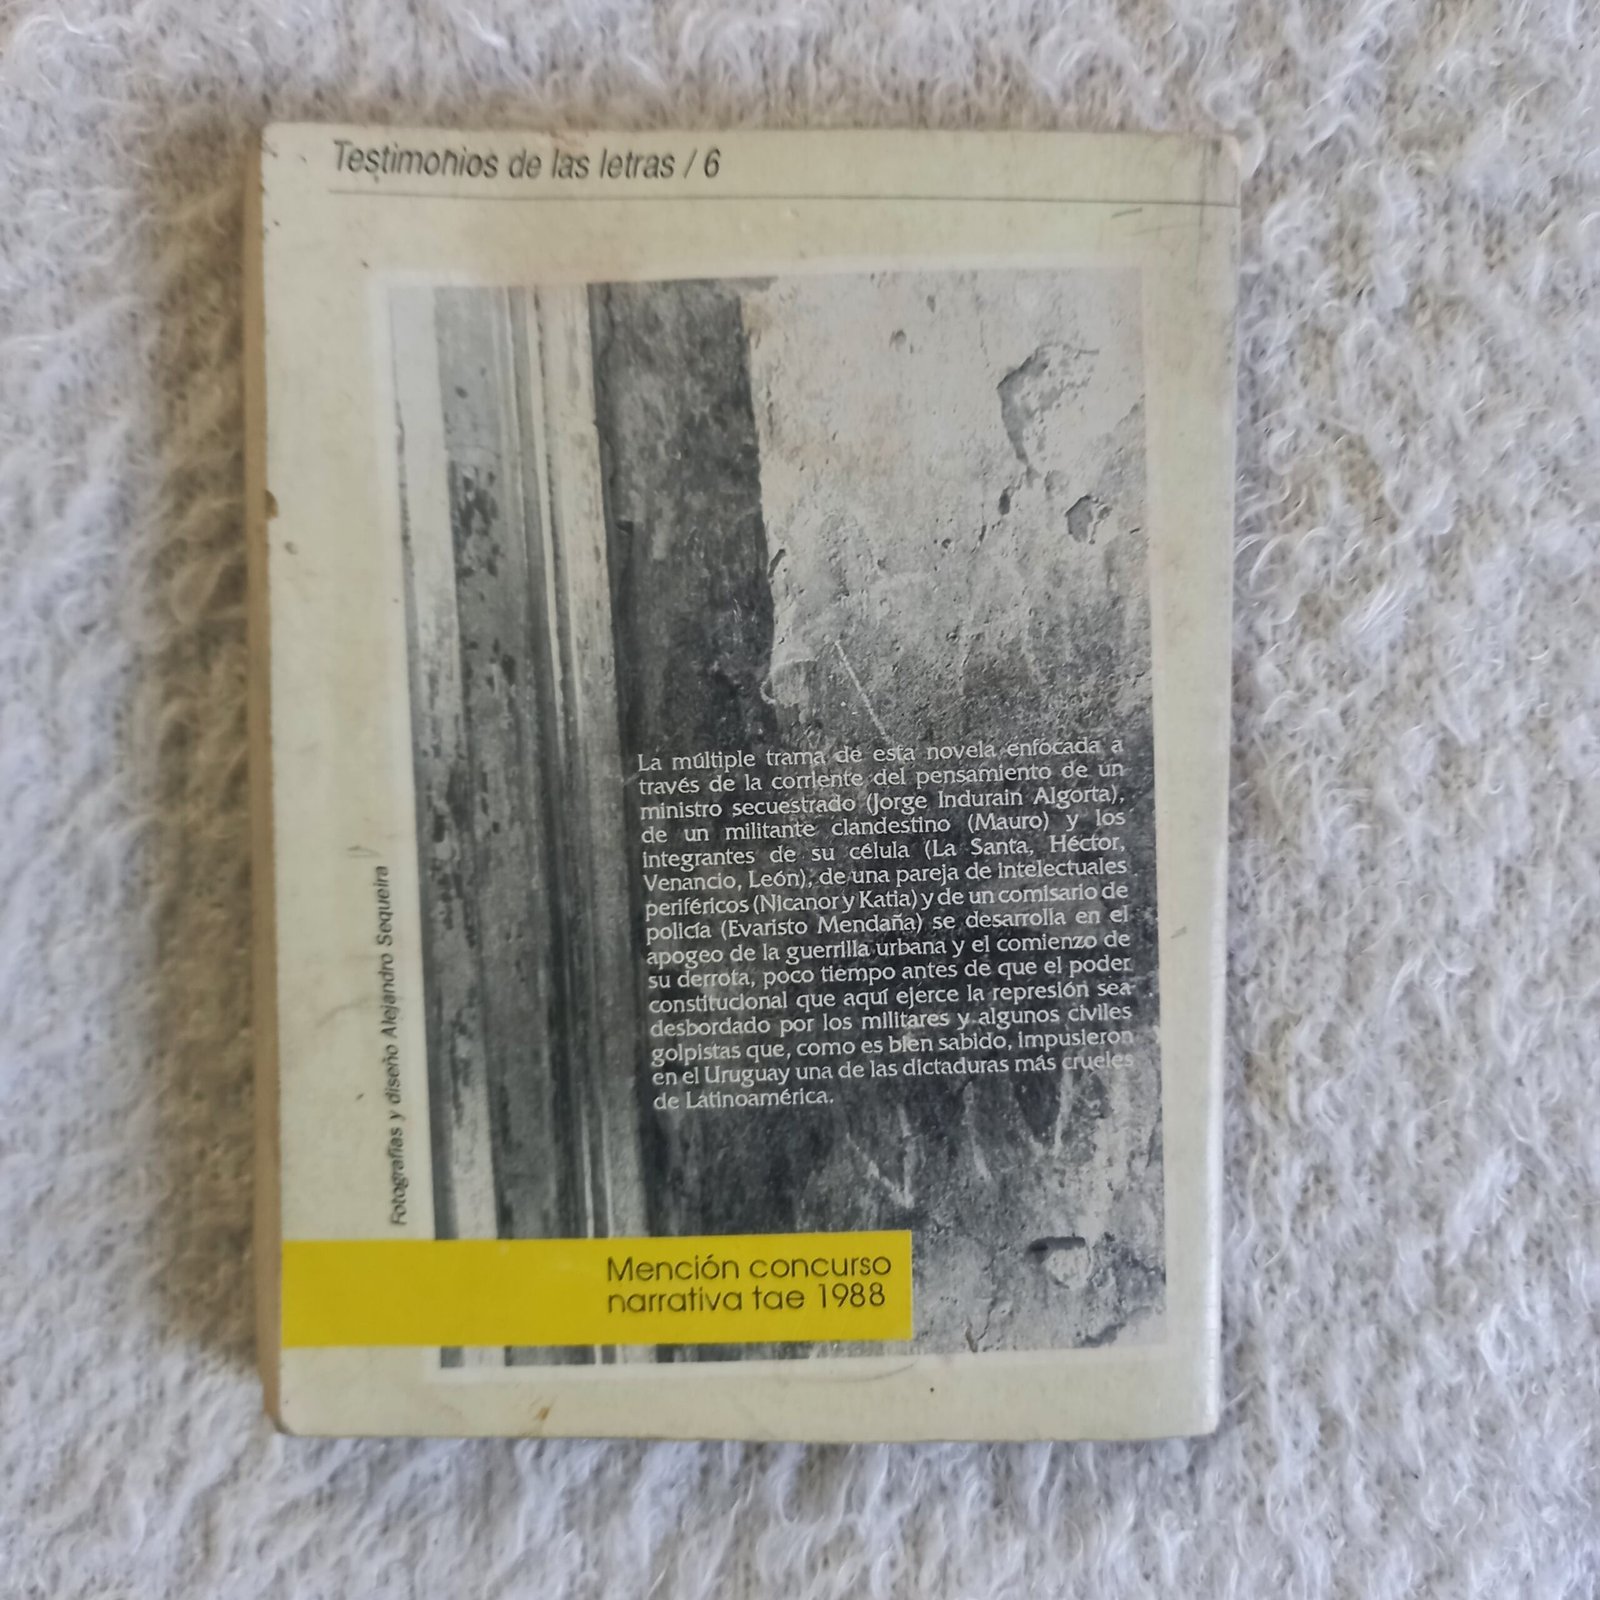 Testimonios de las letras / 6
La múltiple trama de esta novela enfocada a
través de la corriente del pensamiento de un
ministro secuestrado (Jorge Indurain Algorta),
de un militante clandestino (Mauro) y los
integrantes de su célula (La Santa, Héctor,
Venancio, León), de una pareja de intelectuales
periféricos (Nicanor y Katia) y de un comisario de
policía (Evaristo Mendaña) se desarrolla en el
apogeo de la guerrilla urbana y el comienzo de
su derrota, poco tiempo antes de que el poder
constitucional que aquí ejerce la represión sea
desbordado por los militares y algunos civiles
golpistas que, como es bien sabido, impusieron
en el Uruguay una de las dictaduras más crueles
de Latinoamérica.
Fotografías y diseño Alejandro Sequeira
Mención concurso
narrativa tae 1988